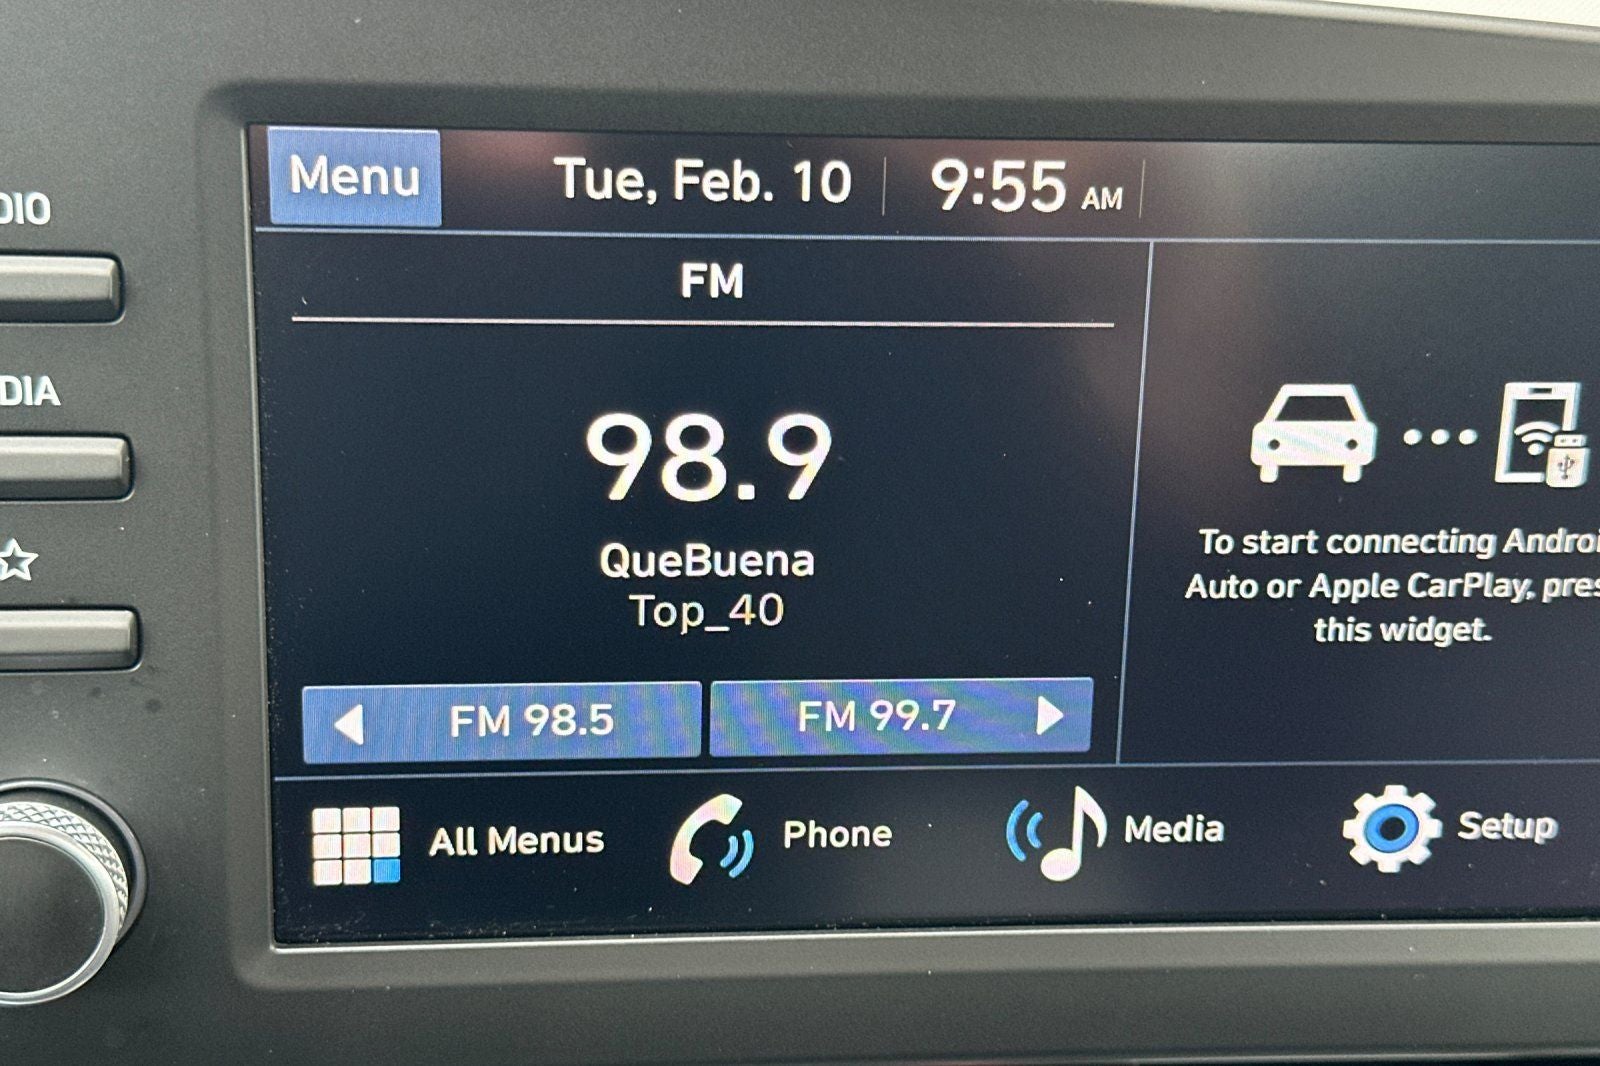 DIO
DIA
Menu
Tue, Feb. 10
9:55 AM
FM
98.9
QueBuena
Top_40
FM 98.5
FM 99.7
To start connecting Androi
Auto or Apple CarPlay, pres
this widget.
All Menus
Phone
Media
Setup